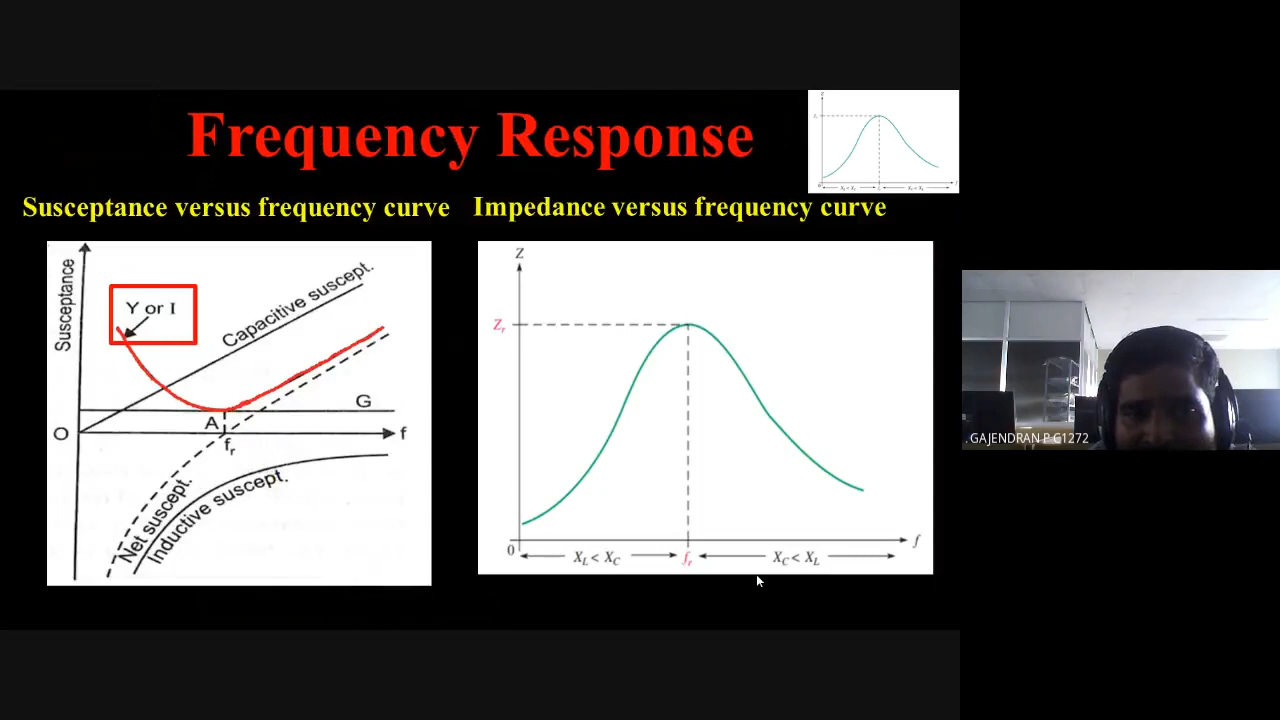 Frequency Response
Susceptance versus frequency curve
Impedance versus frequency curve
Susceptance
Y or I
Capacitive suscept.
G
A
O
f
fr
Net suscept.
Inductive suscept.
Z
Zr
0
f
XL < XC
fr
XC < XL
GAJENDRAN P C1272